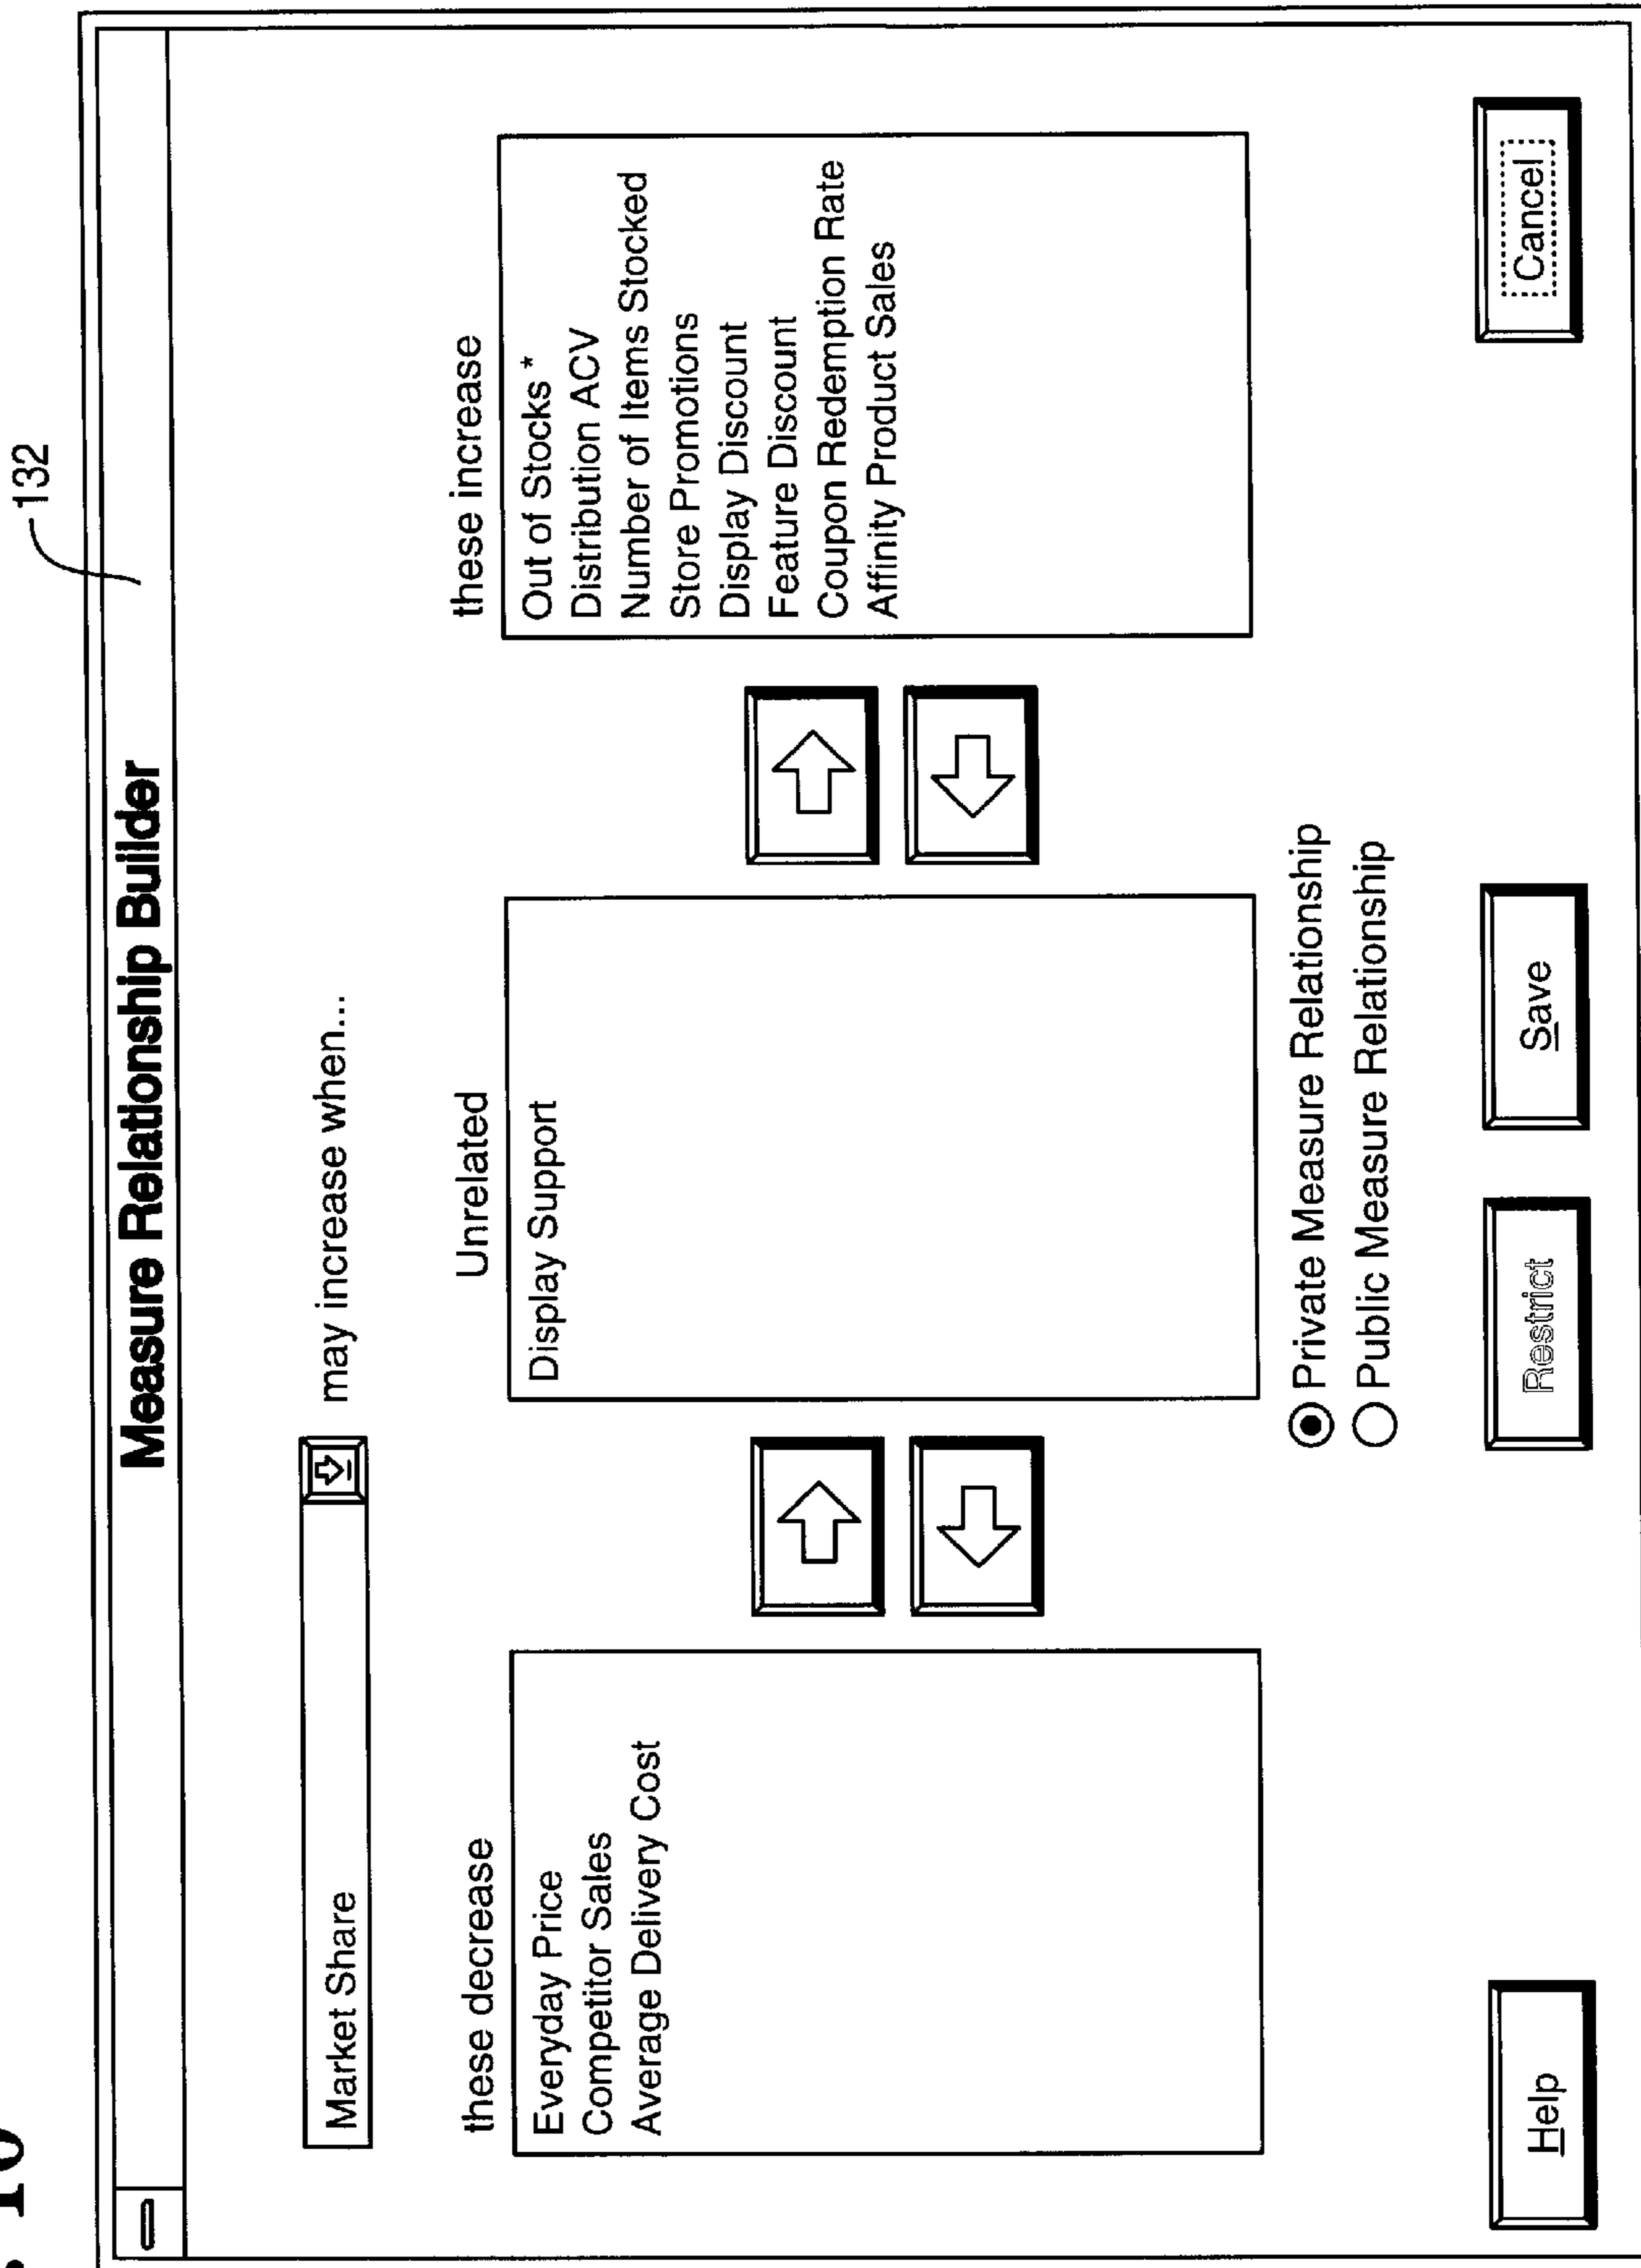 132
Measure Relationship Builder
Market Share
may increase when...
these decrease
Everyday Price
Competitor Sales
Average Delivery Cost
Unrelated
Display Support
these increase
Out of Stocks *
Distribution ACV
Number of Items Stocked
Store Promotions
Display Discount
Feature Discount
Coupon Redemption Rate
Affinity Product Sales
Private Measure Relationship
Public Measure Relationship
Help
Restrict
Save
Cancel